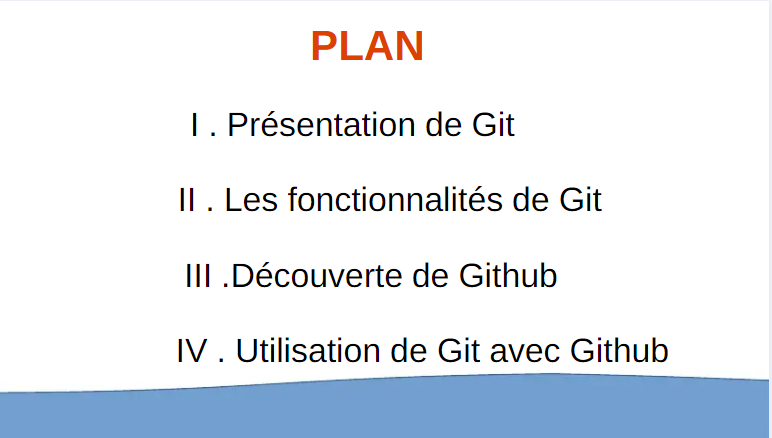 PLAN
I . Présentation de Git
II . Les fonctionnalités de Git
III .Découverte de Github
IV . Utilisation de Git avec Github